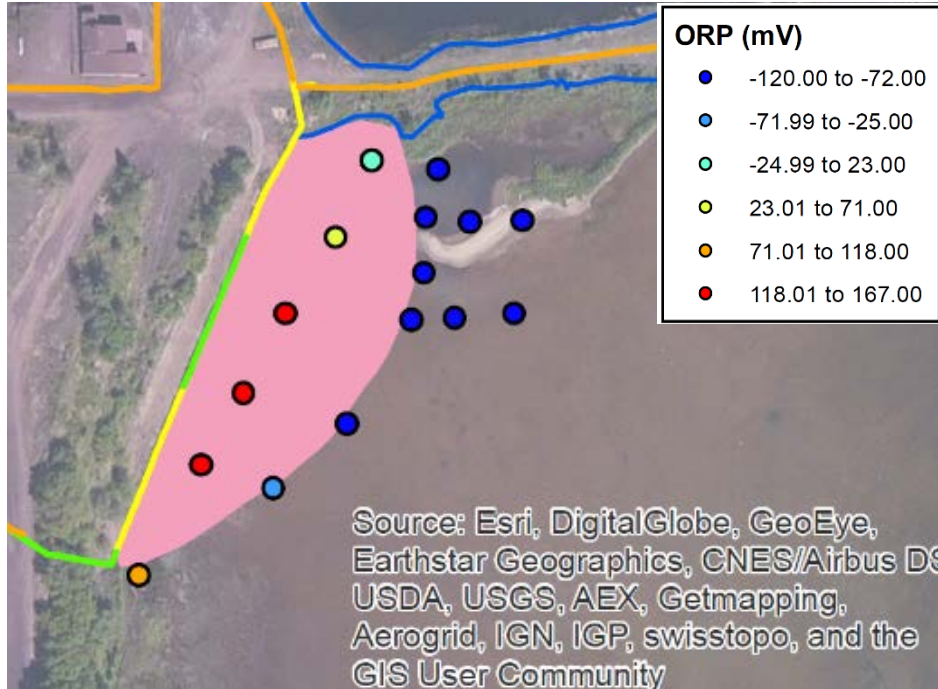 ORP (mV)
-120.00 to -72.00
-71.99 to -25.00
-24.99 to 23.00
23.01 to 71.00
71.01 to 118.00
118.01 to 167.00
Source: Esri, DigitalGlobe, GeoEye,
Earthstar Geographics, CNES/Airbus DS
USDA, USGS, AEX, Getmapping,
Aerogrid, IGN, IGP, swisstopo, and the
GIS User Community